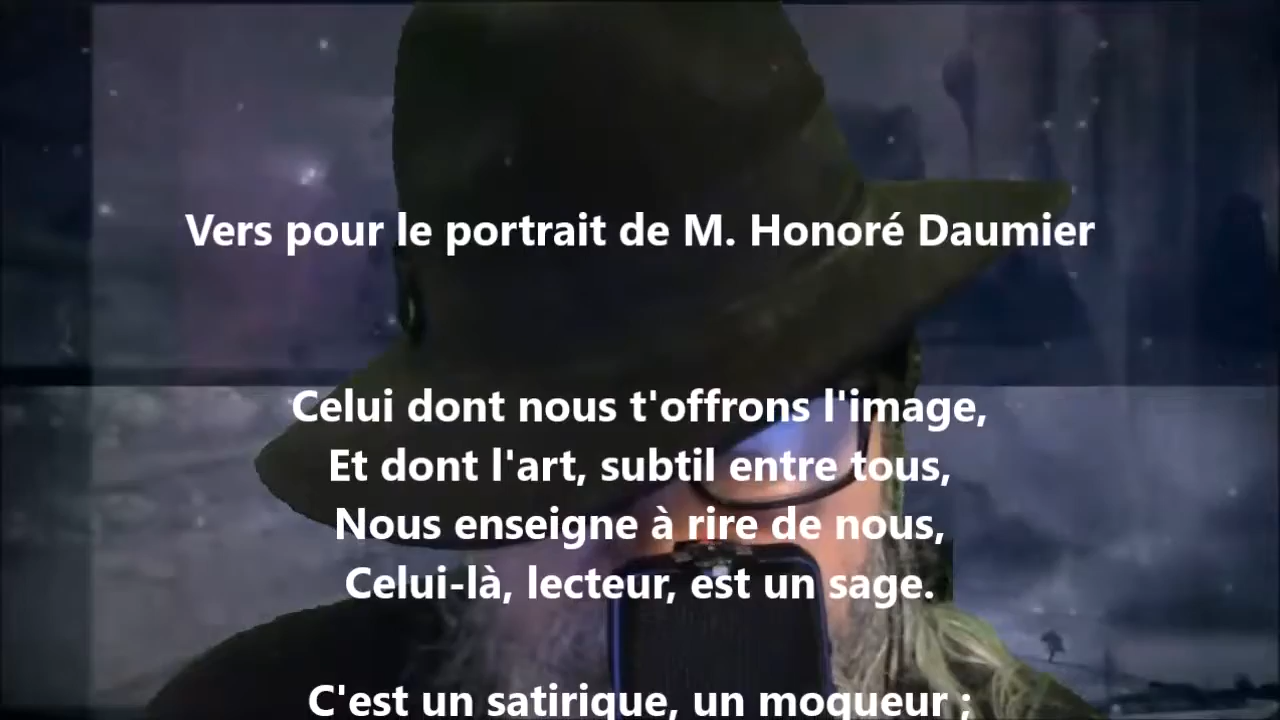 Vers pour le portrait de M. Honoré Daumier
Celui dont nous t'offrons l'image,
Et dont l'art, subtil entre tous,
Nous enseigne à rire de nous,
Celui-là, lecteur, est un sage.
C'est un satirique, un moqueur ;